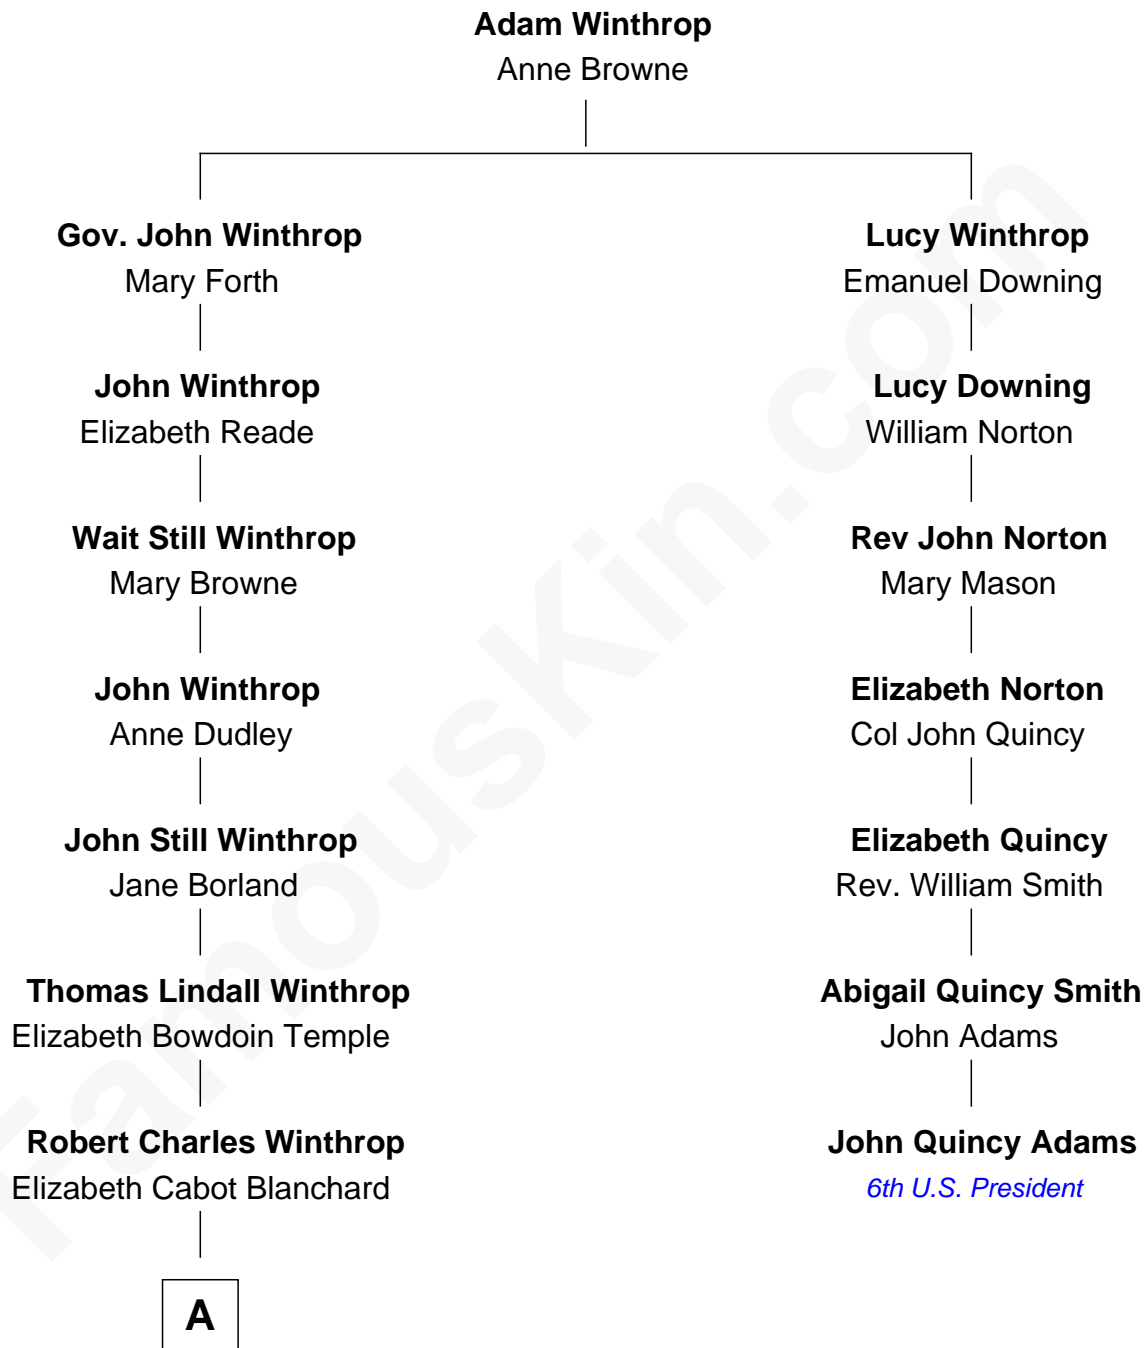 Adam Winthrop
Anne Browne
Gov. John Winthrop
Mary Forth
Lucy Winthrop
Emanuel Downing
John Winthrop
Elizabeth Reade
Lucy Downing
William Norton
Wait Still Winthrop
Mary Browne
Rev John Norton
Mary Mason
John Winthrop
Anne Dudley
Elizabeth Norton
Col John Quincy
John Still Winthrop
Jane Borland
Elizabeth Quincy
Rev. William Smith
Thomas Lindall Winthrop
Elizabeth Bowdoin Temple
Abigail Quincy Smith
John Adams
Robert Charles Winthrop
Elizabeth Cabot Blanchard
John Quincy Adams
6th U.S. President
A
FamousKin.com